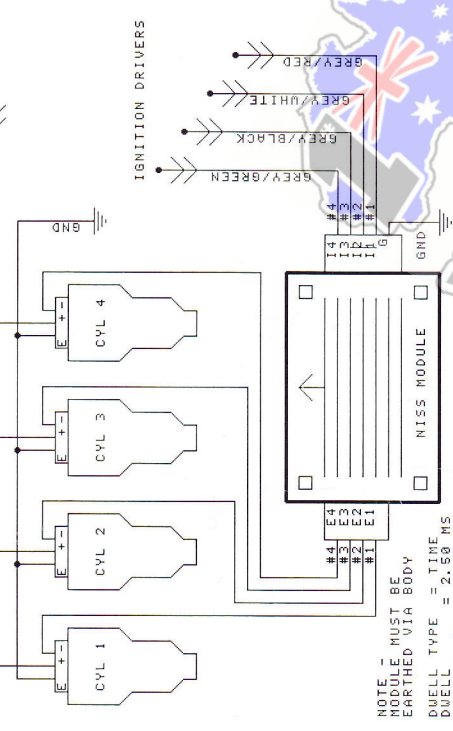 GND
E + -
CYL 1
E + -
CYL 2
E + -
CYL 3
E + -
CYL 4
IGNITION DRIVERS
GREY/GREEN
GREY/BLACK
GREY/WHITE
GREY/RED
#4 E4
#3 E3
#2 E2
#1 E1
I4 #4
I3 #3
I2 #2
I1 #1
G
GND
NISS MODULE
NOTE -
MODULE MUST BE
EARTHED VIA BODY
DWELL TYPE = TIME
DWELL = 2.50 MS